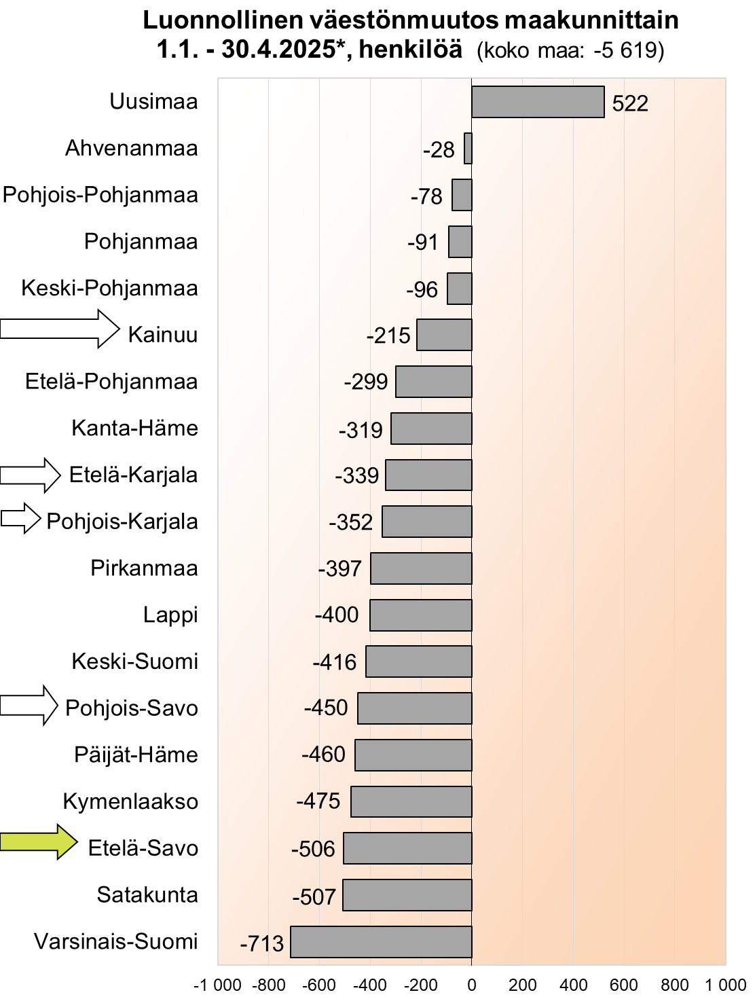 Luonnollinen väestönmuutos maakunnittain
1.1. - 30.4.2025*, henkilöä (koko maa: -5 619)
Uusimaa 522
Ahvenanmaa -28
Pohjois-Pohjanmaa -78
Pohjanmaa -91
Keski-Pohjanmaa -96
Kainuu -215
Etelä-Pohjanmaa -299
Kanta-Häme -319
Etelä-Karjala -339
Pohjois-Karjala -352
Pirkanmaa -397
Lappi -400
Keski-Suomi -416
Pohjois-Savo -450
Päijät-Häme -460
Kymenlaakso -475
Etelä-Savo -506
Satakunta -507
Varsinais-Suomi -713
-1 000 -800 -600 -400 -200 0 200 400 600 800 1 000